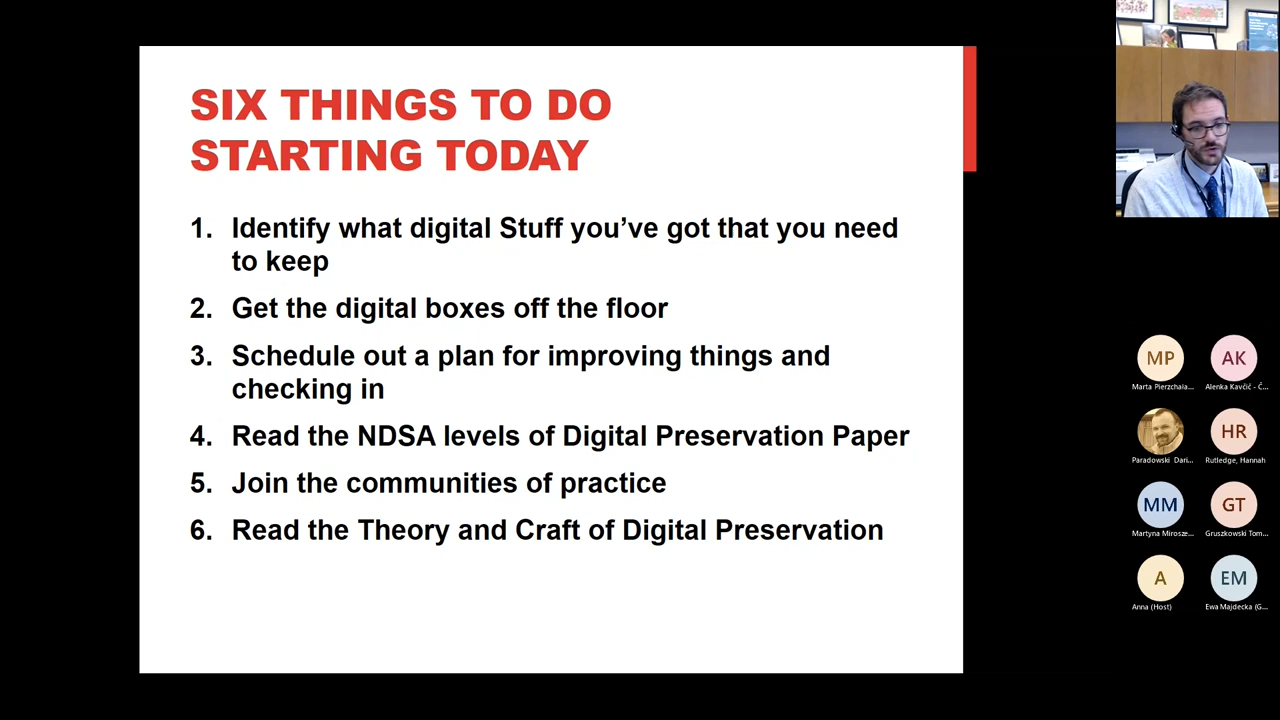 SIX THINGS TO DO
STARTING TODAY
1. Identify what digital Stuff you’ve got that you need
to keep
2. Get the digital boxes off the floor
3. Schedule out a plan for improving things and
checking in
4. Read the NDSA levels of Digital Preservation Paper
5. Join the communities of practice
6. Read the Theory and Craft of Digital Preservation
MP
AK
Marta Pierzchała...
Alenka Kavčič - Č...
HR
Paradowski Dari...
Rutledge, Hannah
MM
GT
Martyna Mirosze...
Gruszkowski Tom...
A
EM
Anna (Host)
Ewa Majdecka (G...